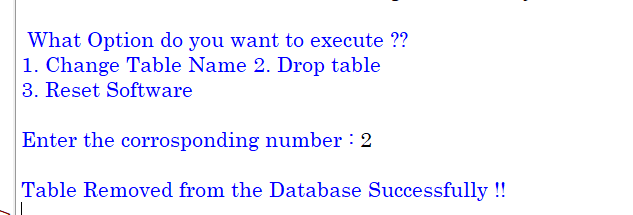 What Option do you want to execute ??
1. Change Table Name 2. Drop table
3. Reset Software
Enter the corrosponding number : 2
Table Removed from the Database Successfully !!